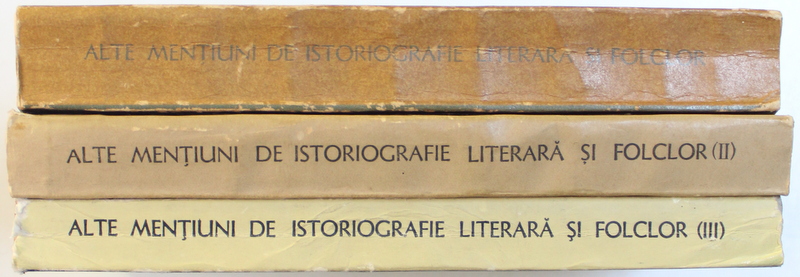 ALTE MENȚIUNI DE ISTORIOGRAFIE LITERARĂ ȘI FOLCLOR
ALTE MENȚIUNI DE ISTORIOGRAFIE LITERARĂ ȘI FOLCLOR (II)
ALTE MENȚIUNI DE ISTORIOGRAFIE LITERARĂ ȘI FOLCLOR (III)